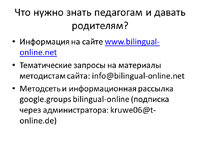 Что нужно знать педагогам и давать
родителям?
• Информация на сайте www.bilingual-
online.net
• Тематические запросы на материалы
методистам сайта: info@bilingual-online.net
• Методсеть и информационная рассылка
google.groups bilingual-online (подписка
через администратора: kruwe06@t-
online.de)